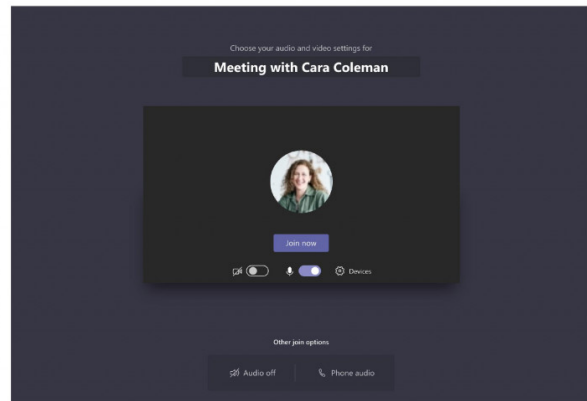 Choose your audio and video settings for
Meeting with Cara Coleman
Join now
Devices
Other join options
Audio off
Phone audio